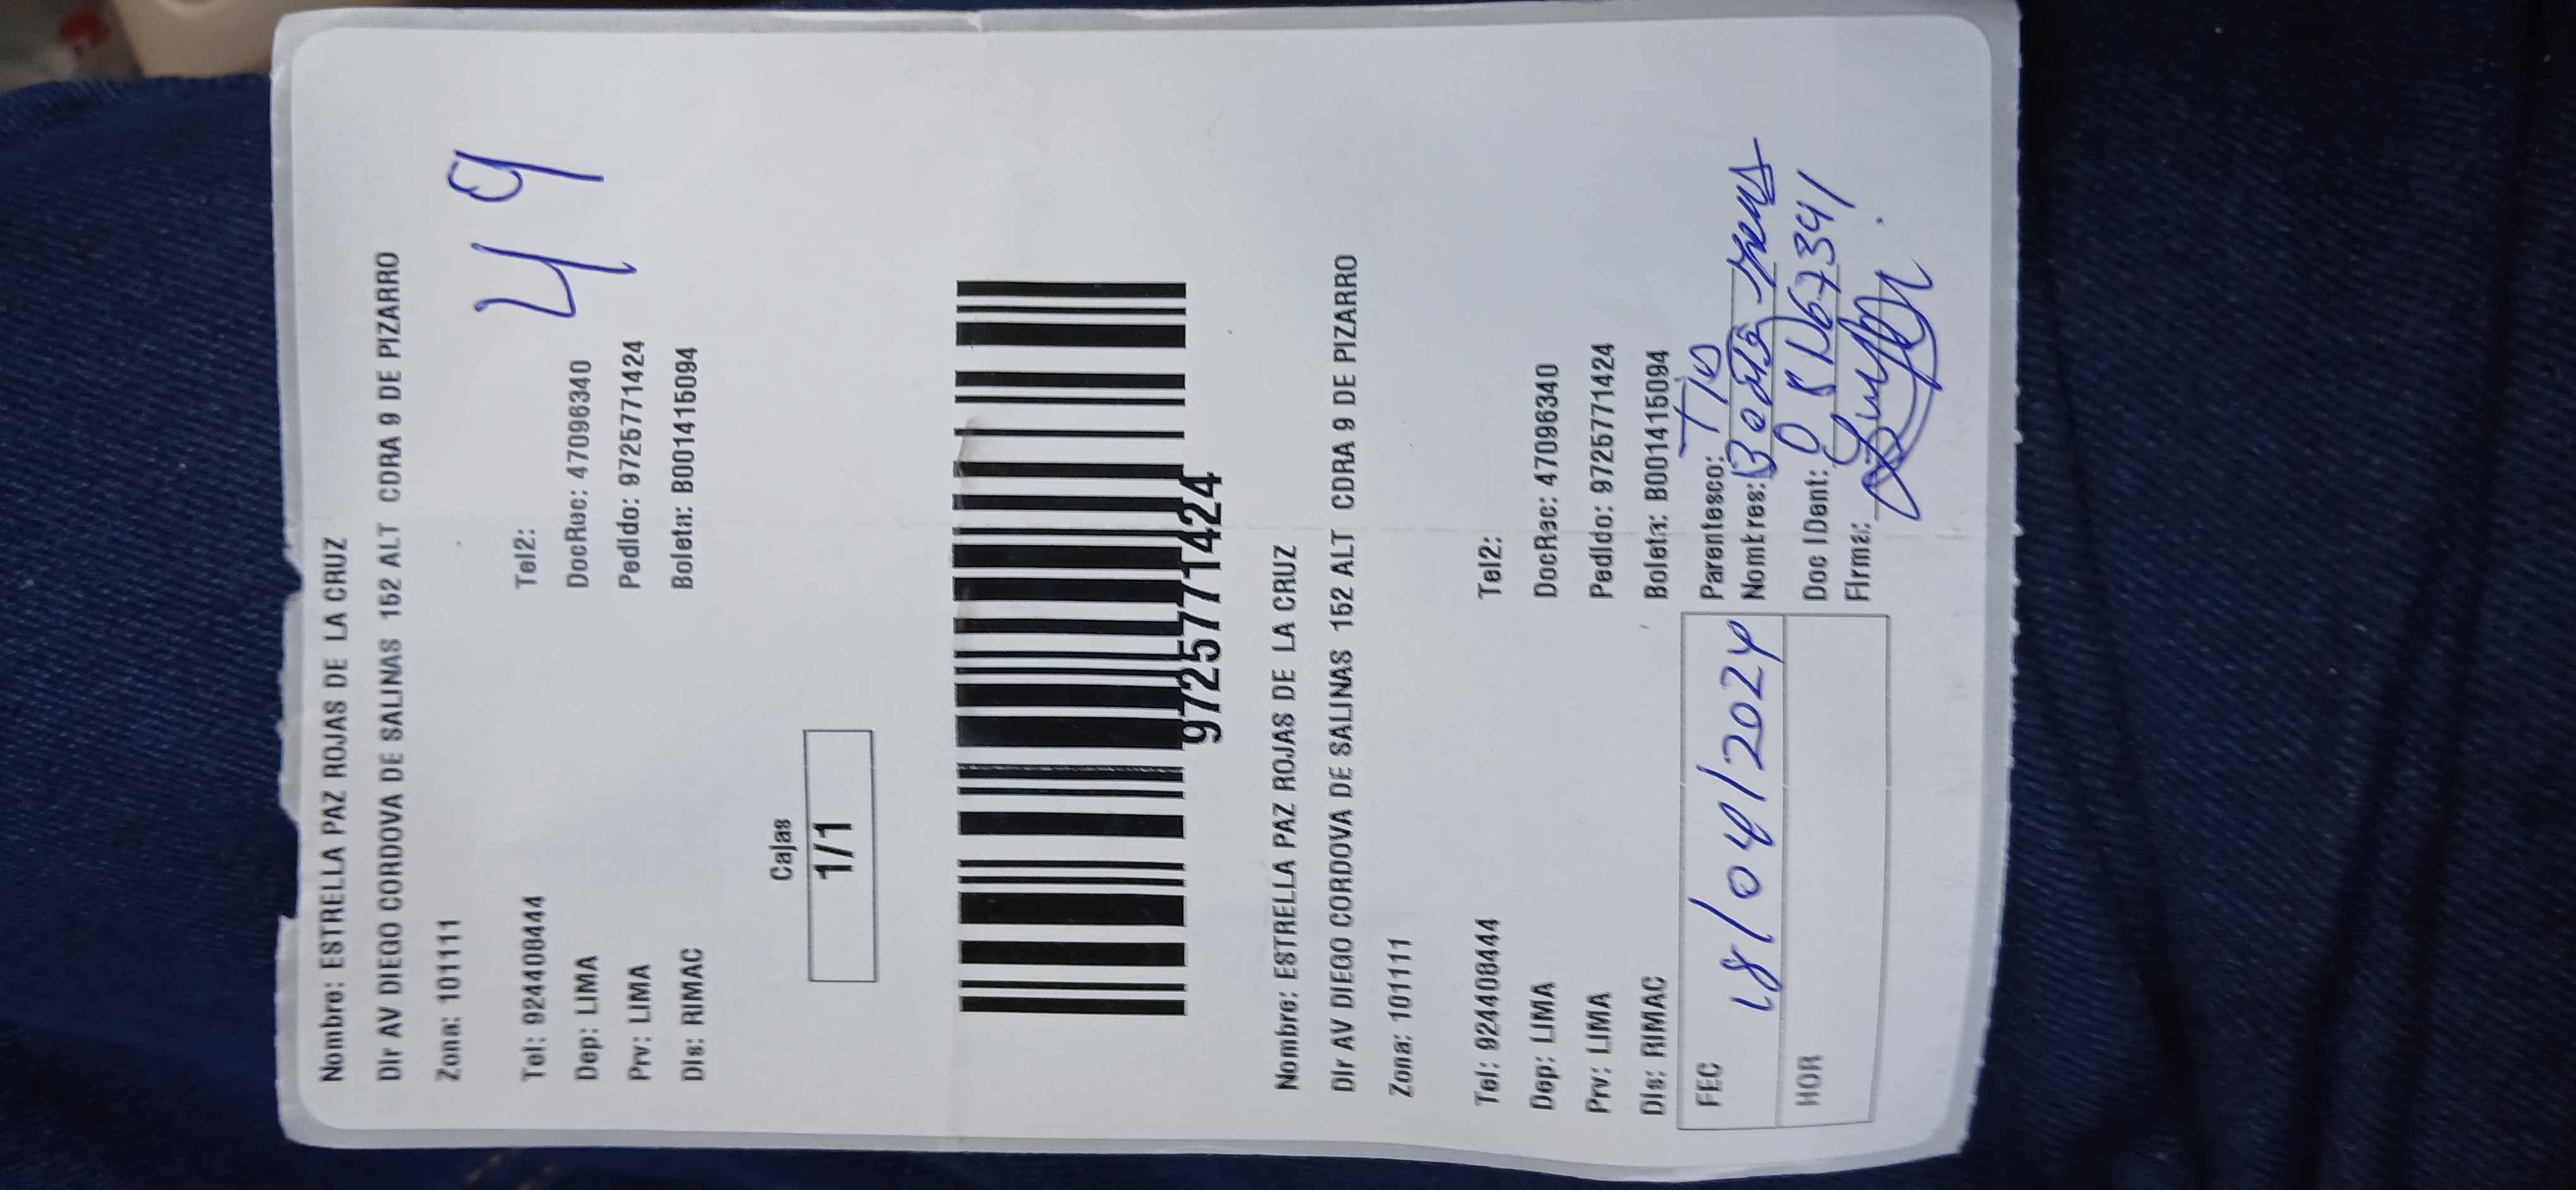 Nombre: ESTRELLA PAZ ROJAS DE LA CRUZ
Dir AV DIEGO CORDOVA DE SALINAS 152 ALT CDRA 9 DE PIZARRO
Zona: 101111
49
Tel: 924408444 Tel2:
Dep: LIMA DocRec: 47096340
Prv: LIMA Pedido: 9725771424
Dis: RIMAC Boleta: B001415094
Cajas
1/1
9725771424
Nombre: ESTRELLA PAZ ROJAS DE LA CRUZ
Dir AV DIEGO CORDOVA DE SALINAS 152 ALT CDRA 9 DE PIZARRO
Zona: 101111
Tel: 924408444 Tel2:
Dep: LIMA DocRec: 47096340
Prv: LIMA Pedido: 9725771424
Dis: RIMAC Boleta: B001415094
FEC 18/04/2024 Parentesco: TIO
Nombres:
HOR Doc IDent:
Firma: